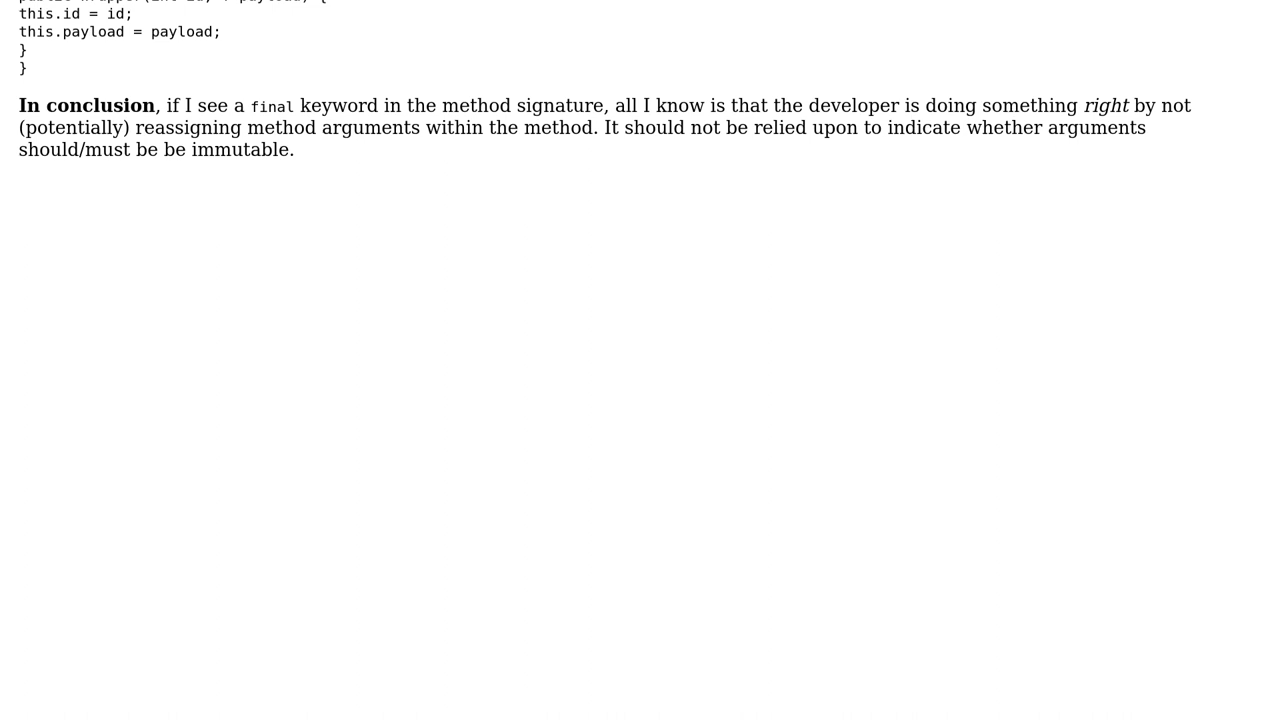 this.id = id;
this.payload = payload;
}
}
In conclusion, if I see a final keyword in the method signature, all I know is that the developer is doing something right by not
(potentially) reassigning method arguments within the method. It should not be relied upon to indicate whether arguments
should/must be be immutable.